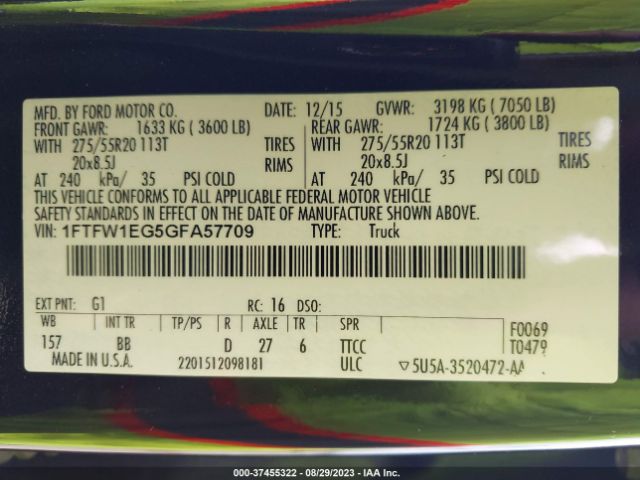 MFD. BY FORD MOTOR CO. DATE: 12/15 GVWR: 3198 KG ( 7050 LB)
FRONT GAWR: 1633 KG ( 3600 LB) REAR GAWR: 1724 KG ( 3800 LB)
WITH 275/55R20 113T TIRES WITH 275/55R20 113T TIRES
20x8.5J RIMS 20x8.5J RIMS
AT 240 kPa/ 35 PSI COLD AT 240 kPa/ 35 PSI COLD
THIS VEHICLE CONFORMS TO ALL APPLICABLE FEDERAL MOTOR VEHICLE
SAFETY STANDARDS IN EFFECT ON THE DATE OF MANUFACTURE SHOWN ABOVE.
VIN: 1FTFW1EG5GFA57709 TYPE: Truck
EXT PNT: G1 RC: 16 DSO:
WB INT TR TP/PS R AXLE TR SPR F0069
157 BB D 27 6 TTCC T0479
MADE IN U.S.A. 2201512098181 ULC ▽5U5A-3520472-AA
000-37455322 - 08/29/2023 - IAA Inc.